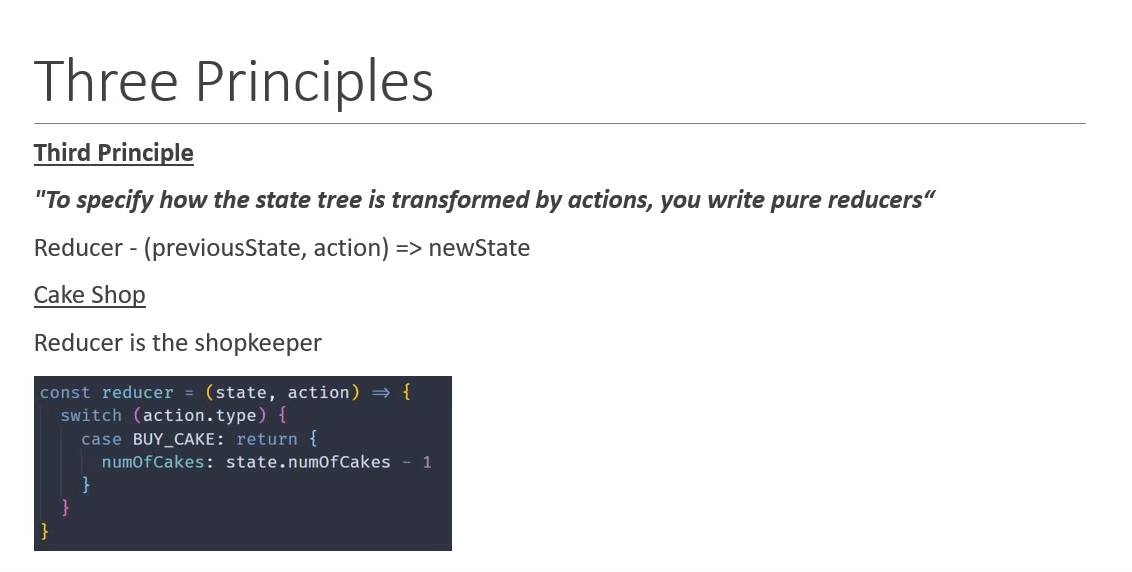 Three Principles
Third Principle
"To specify how the state tree is transformed by actions, you write pure reducers“
Reducer - (previousState, action) => newState
Cake Shop
Reducer is the shopkeeper
const reducer = (state, action) => {
  switch (action.type) {
    case BUY_CAKE: return {
      numOfCakes: state.numOfCakes - 1
    }
  }
}